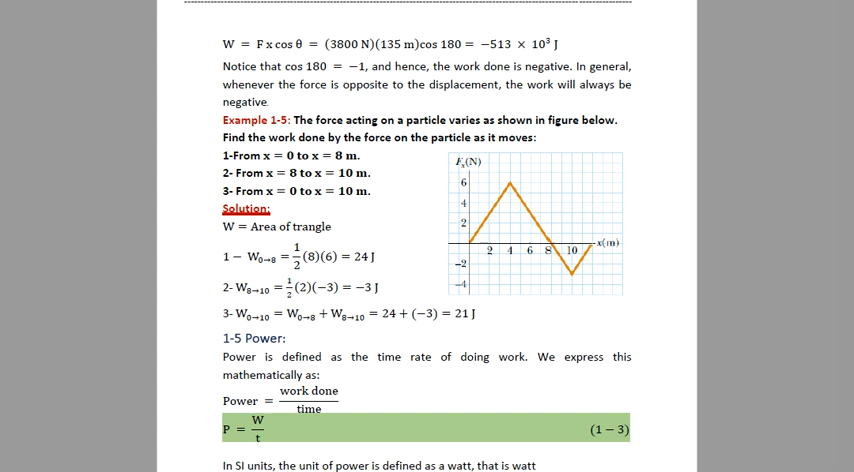 W = F x cos θ = (3800 N)(135 m)cos 180 = −513 × 10³ J
Notice that cos 180 = −1, and hence, the work done is negative. In general,
whenever the force is opposite to the displacement, the work will always be
negative.
Example 1-5: The force acting on a particle varies as shown in figure below.
Find the work done by the force on the particle as it moves:
1-From x = 0 to x = 8 m.
2- From x = 8 to x = 10 m.
3- From x = 0 to x = 10 m.
Solution:
W = Area of trangle
1 − W₀→₈ = 1/2 (8)(6) = 24 J
2- W₈→₁₀ = 1/2 (2)(−3) = −3 J
3- W₀→₁₀ = W₀→₈ + W₈→₁₀ = 24 + (−3) = 21 J
Fₓ(N)
6
4
2
2 4 6 8 10 x(m)
−2
−4
1-5 Power:
Power is defined as the time rate of doing work. We express this
mathematically as:
Power = work done / time
P = W / t (1 − 3)
In SI units, the unit of power is defined as a watt, that is watt